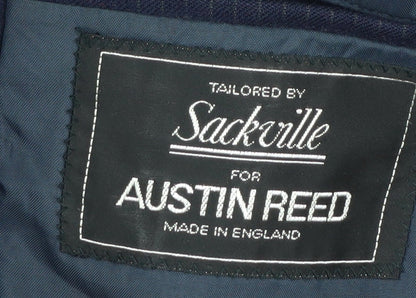 TAILORED BY
Sackville
FOR
AUSTIN REED
MADE IN ENGLAND